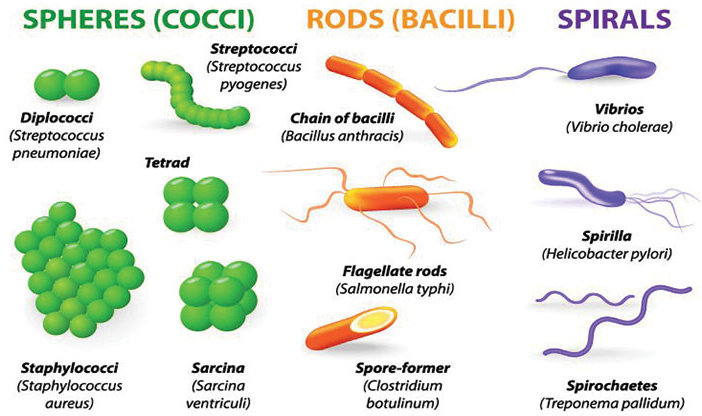 SPHERES (COCCI)
Diplococci
(Streptococcus
pneumoniae)
Streptococci
(Streptococcus
pyogenes)
Tetrad
Staphylococci
(Staphylococcus
aureus)
Sarcina
(Sarcina
ventriculi)
RODS (BACILLI)
Chain of bacilli
(Bacillus anthracis)
Flagellate rods
(Salmonella typhi)
Spore-former
(Clostridium
botulinum)
SPIRALS
Vibrios
(Vibrio cholerae)
Spirilla
(Helicobacter pylori)
Spirochaetes
(Treponema pallidum)